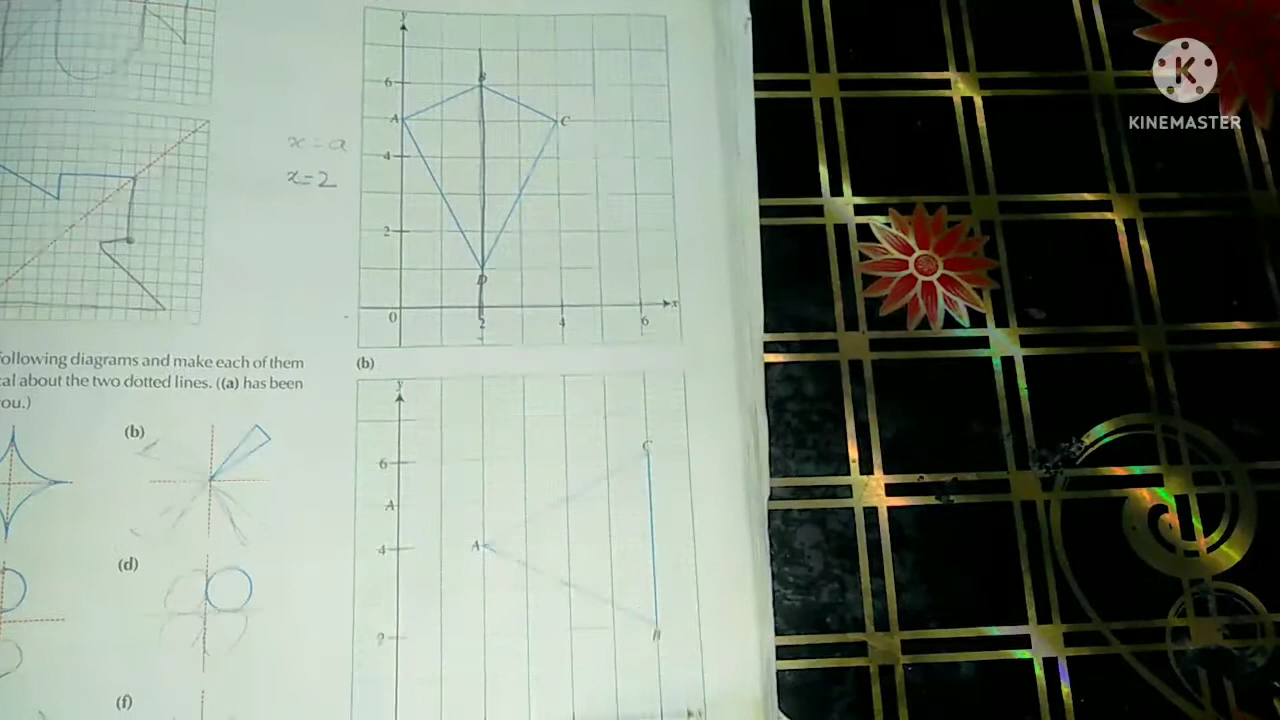 x = a
x = 2
y
6
B
A
C
4
2
D
0
2
4
6
x
following diagrams and make each of them
cal about the two dotted lines. ((a) has been
you.)
(b)
(d)
(f)
(b)
y
C
6
A
A
4
B
2
K
KINEMASTER